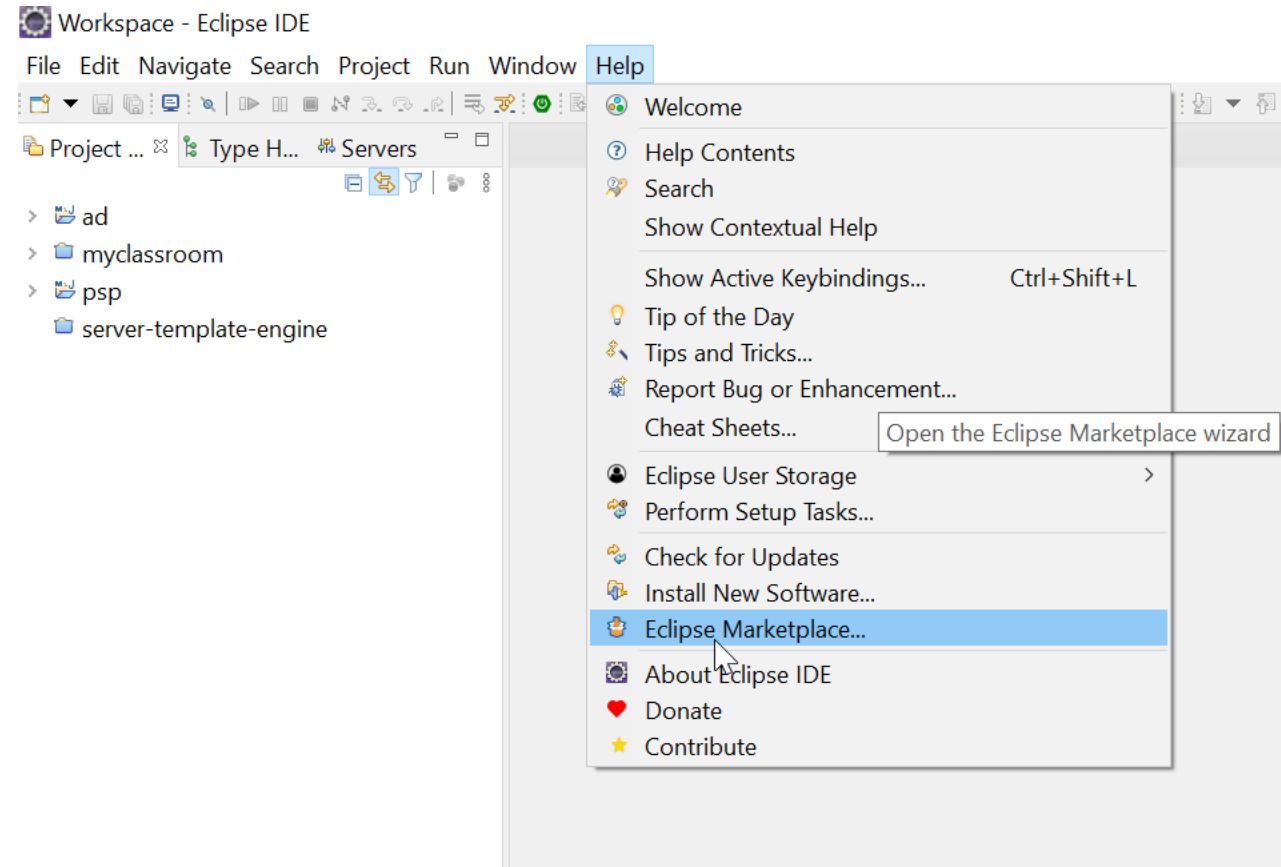 Workspace - Eclipse IDE
File Edit Navigate Search Project Run Window Help
Project ... Type H... Servers
ad
myclassroom
psp
server-template-engine
Welcome
Help Contents
Search
Show Contextual Help
Show Active Keybindings... Ctrl+Shift+L
Tip of the Day
Tips and Tricks...
Report Bug or Enhancement...
Cheat Sheets...
Open the Eclipse Marketplace wizard
Eclipse User Storage
Perform Setup Tasks...
Check for Updates
Install New Software...
Eclipse Marketplace...
About Eclipse IDE
Donate
Contribute